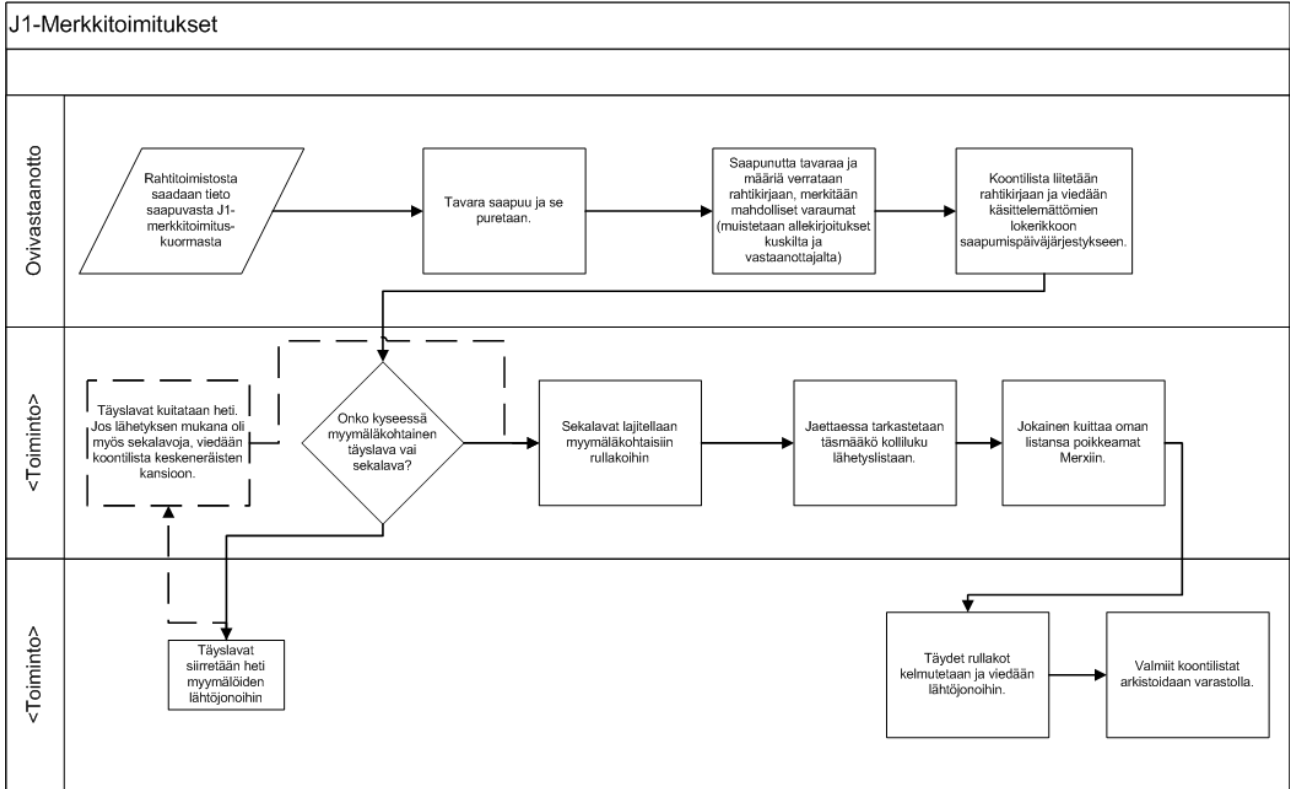 J1-Merkkitoimitukset
Ovivastaanotto
Rahtitoimistosta
saadaan tieto
saapuvasta J1-
merkkitoimitus-
kuormasta
Tavara saapuu ja se
puretaan.
Saapunutta tavaraa ja
määriä verrataan
rahtikirjaan, merkitään
mahdolliset varaumat
(muistetaan allekirjoitukset
kuskilta ja
vastaanottajalta)
Koontilista liitetään
rahtikirjaan ja viedään
käsittelemättömien
lokerikkoon
saapumispäiväjärjestykseen.
<Toiminto>
Täyslavat kuitataan heti.
Jos lähetyksen mukana oli
myös sekalavoja, viedään
koontilista keskeneräisten
kansioon.
Onko kyseessä
myymäläkohtainen
täyslava vai
sekalava?
Sekalavat lajitellaan
myymäläkohtaisiin
rullakoihin
Jaettaessa tarkastetaan
täsmääkö kolliluku
lähetyslistaan.
Jokainen kuittaa oman
listansa poikkeamat
Merxiin.
<Toiminto>
Täyslavat
siirretään heti
myymälöiden
lähtöjonoihin
Täydet rullakot
kelmutetaan ja viedään
lähtöjonoihin.
Valmiit koontilistat
arkistoidaan varastolla.